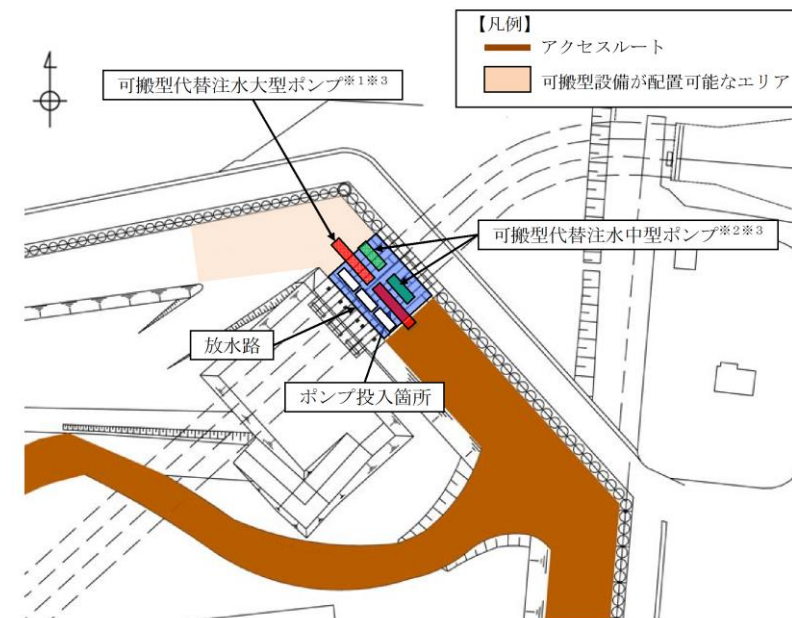 【凡例】
アクセスルート
可搬型設備が配置可能なエリア
可搬型代替注水大型ポンプ※1※3
可搬型代替注水中型ポンプ※2※3
放水路
ポンプ投入箇所